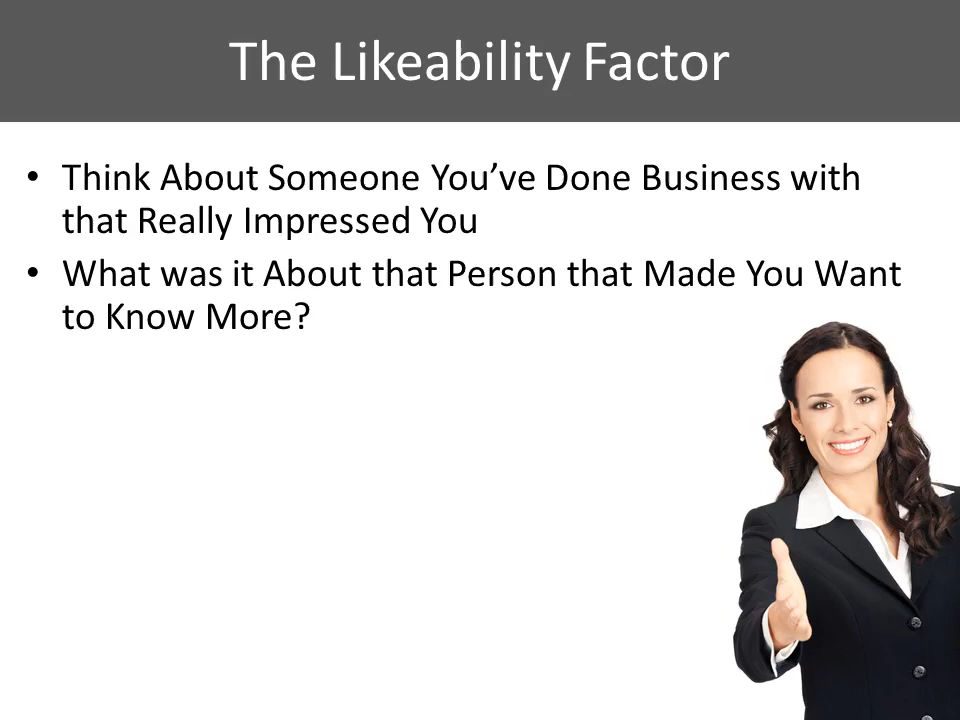 The Likeability Factor
• Think About Someone You’ve Done Business with
that Really Impressed You
• What was it About that Person that Made You Want
to Know More?